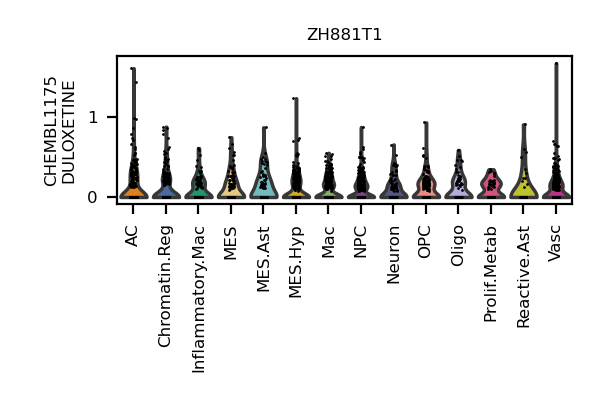 ZH881T1
CHEMBL1175
DULOXETINE
1
0
AC
Chromatin.Reg
Inflammatory.Mac
MES
MES.Ast
MES.Hyp
Mac
NPC
Neuron
OPC
Oligo
Prolif.Metab
Reactive.Ast
Vasc